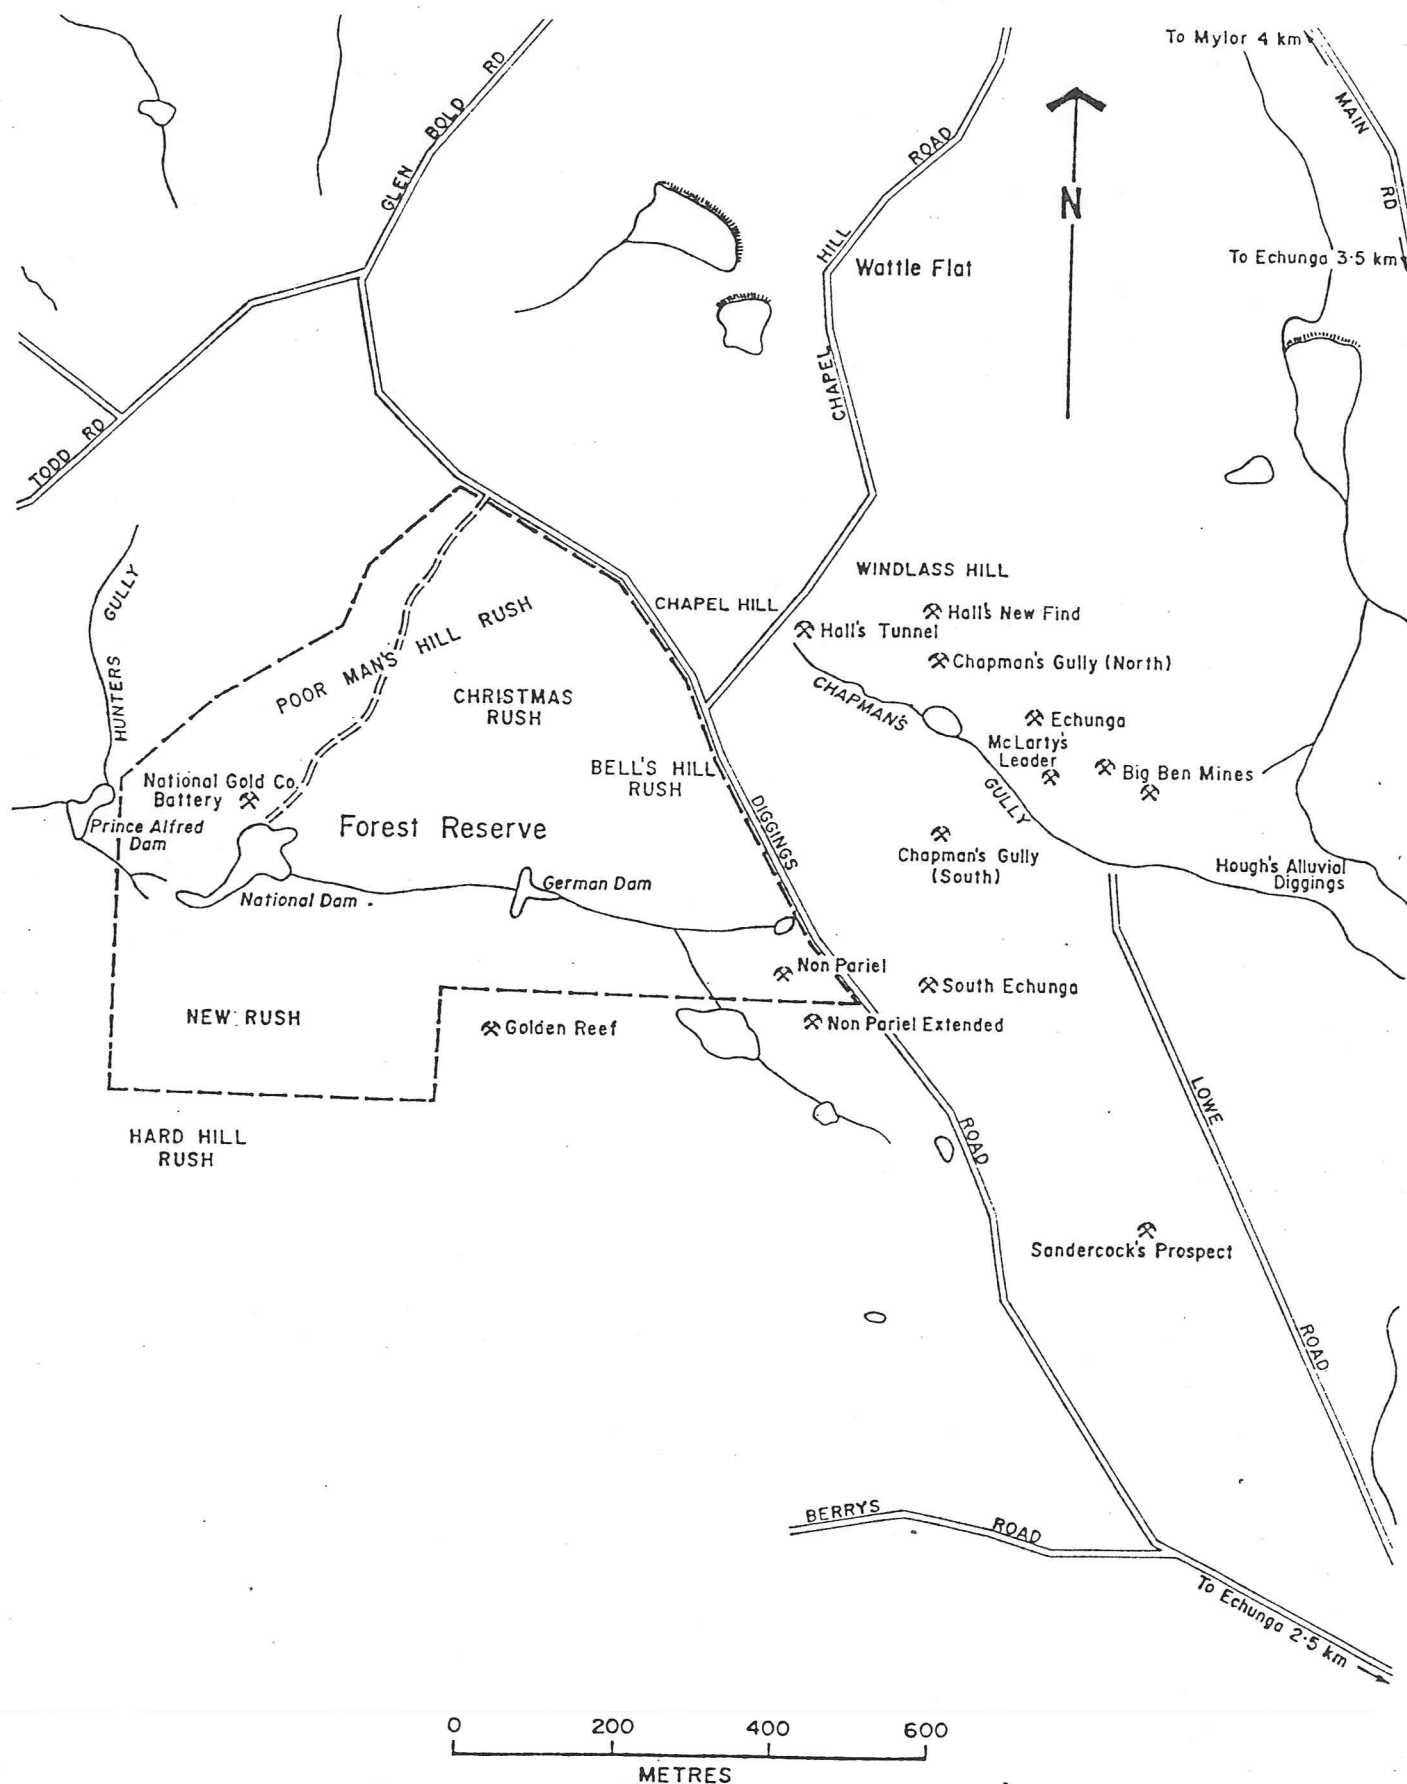 To Mylor 4 km
GLEN BOLD RD
MAIN RD
CHAPEL HILL ROAD
N
To Echunga 3·5 km
Wattle Flat
TODD RD
HUNTERS GULLY
WINDLASS HILL
CHAPEL HILL
Hall's New Find
Hall's Tunnel
POOR MAN'S HILL RUSH
Chapman's Gully (North)
CHRISTMAS
RUSH
CHAPMAN'S GULLY
Echunga
McLarty's
Leader
BELL'S HILL
RUSH
Big Ben Mines
National Gold Co.
Battery
Prince Alfred
Dam
Forest Reserve
DIGGINGS ROAD
Chapman's Gully
(South)
Hough's Alluvial
Diggings
German Dam
National Dam
Non Pariel
South Echunga
NEW RUSH
Golden Reef
Non Pariel Extended
LOWE ROAD
HARD HILL
RUSH
Sandercock's Prospect
BERRYS ROAD
To Echunga 2·5 km
0 200 400 600
METRES